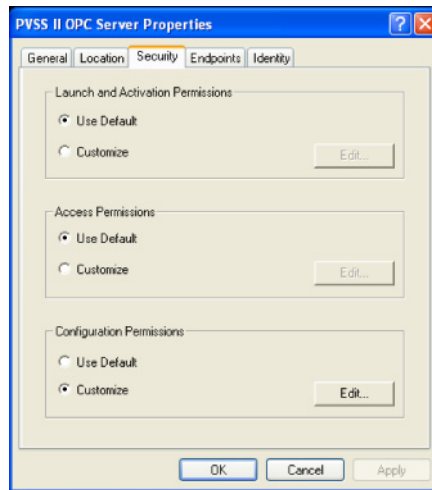 PVSS II OPC Server Properties
General Location Security Endpoints Identity
Launch and Activation Permissions
Use Default
Customize Edit...
Access Permissions
Use Default
Customize Edit...
Configuration Permissions
Use Default
Customize Edit...
OK Cancel Apply